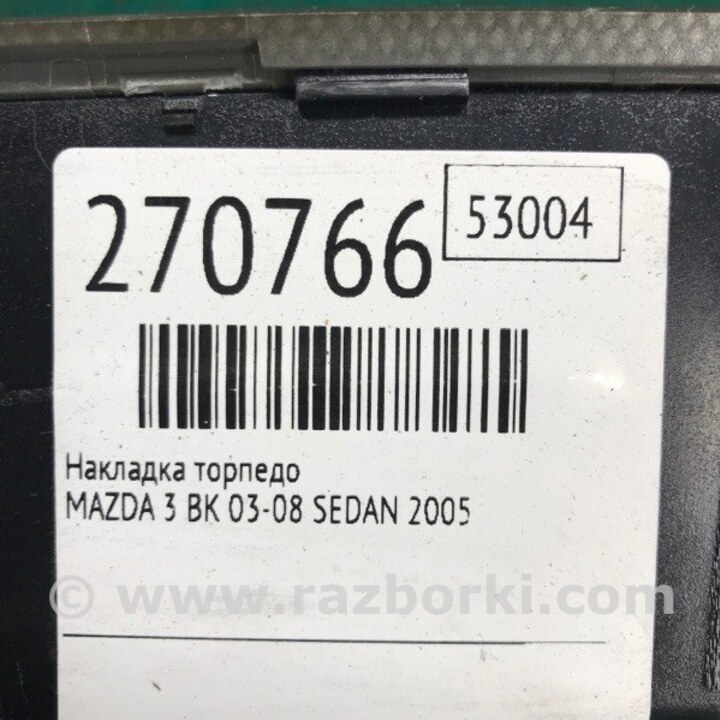 270766
53004
Накладка торпедо
MAZDA 3 BK 03-08 SEDAN 2005
© www.razborki.com